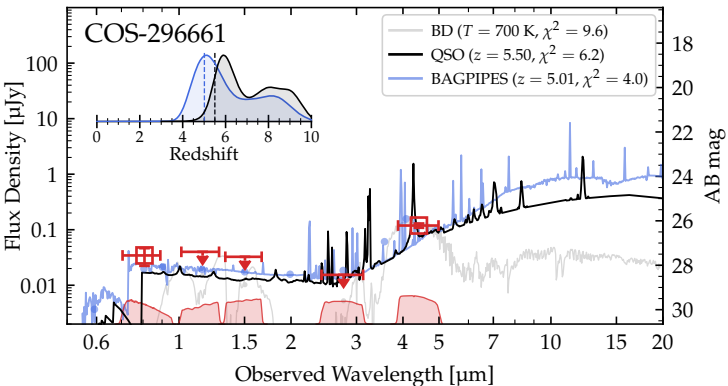 COS-296661
BD (T = 700 K, χ² = 9.6)
QSO (z = 5.50, χ² = 6.2)
BAGPIPES (z = 5.01, χ² = 4.0)
0 2 4 6 8 10
Redshift
100
10
1
0.1
0.01
Flux Density [μJy]
18
20
22
24
26
28
30
AB mag
0.6 1 2 3 4 5 10 15 20
Observed Wavelength [μm]